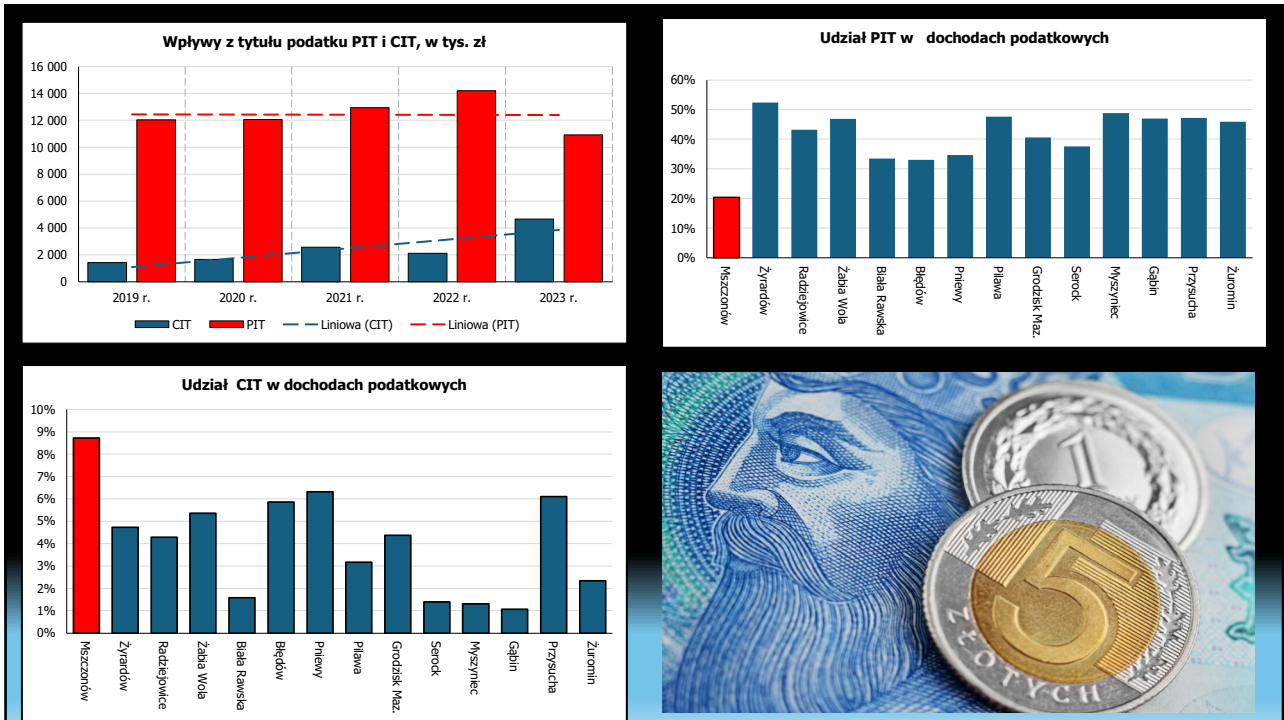 Wpływy z tytułu podatku PIT i CIT, w tys. zł
16 000
14 000
12 000
10 000
8 000
6 000
4 000
2 000
0
2019 r. 2020 r. 2021 r. 2022 r. 2023 r.
CIT PIT Liniowa (CIT) Liniowa (PIT)
Udział PIT w dochodach podatkowych
60%
50%
40%
30%
20%
10%
0%
Mszczonów
Żyrardów
Radziejowice
Żabia Wola
Biała Rawska
Błędów
Pniewy
Pilawa
Grodzisk Maz.
Serock
Myszyniec
Gąbin
Przysucha
Żuromin
Udział CIT w dochodach podatkowych
10%
9%
8%
7%
6%
5%
4%
3%
2%
1%
0%
Mszczonów
Żyrardów
Radziejowice
Żabia Wola
Biała Rawska
Błędów
Pniewy
Pilawa
Grodzisk Maz.
Serock
Myszyniec
Gąbin
Przysucha
Żuromin
1
5
ZŁOTYCH